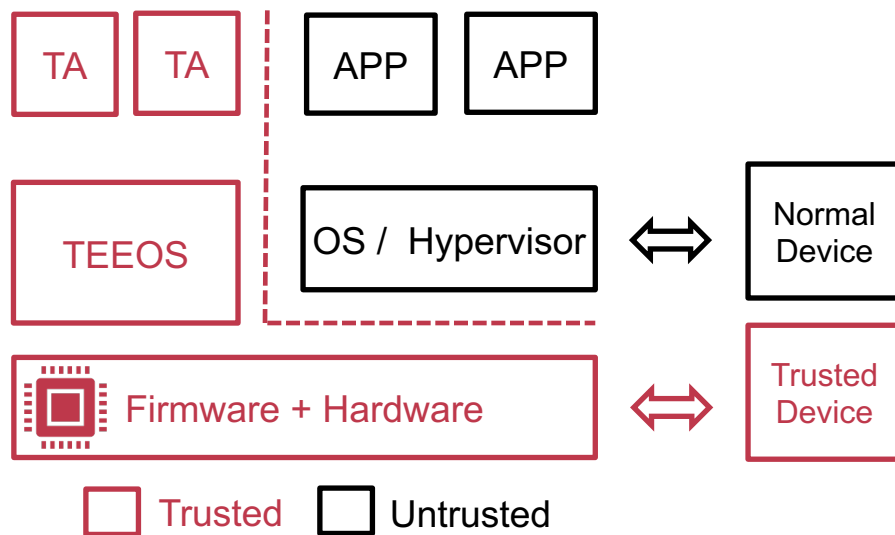 TA TA APP APP
TEEOS
OS / Hypervisor
Normal
Device
Firmware + Hardware
Trusted
Device
Trusted Untrusted